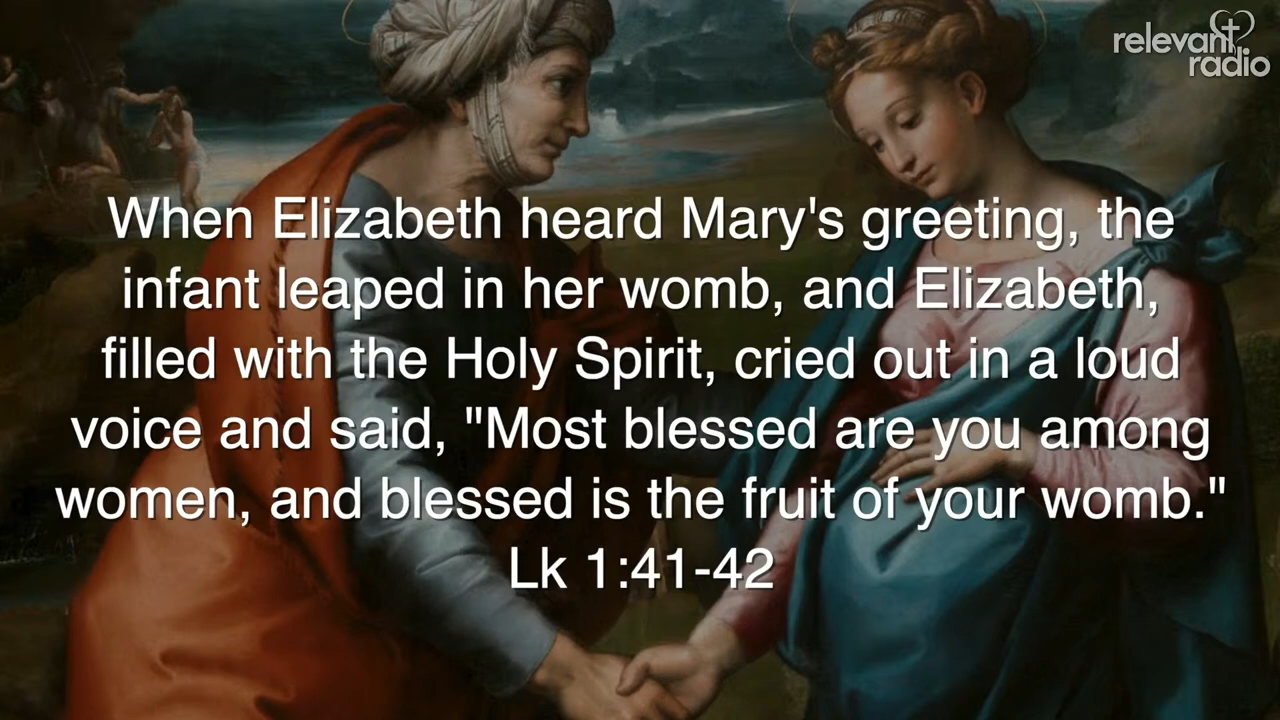 relevant
radio
When Elizabeth heard Mary's greeting, the
infant leaped in her womb, and Elizabeth,
filled with the Holy Spirit, cried out in a loud
voice and said, "Most blessed are you among
women, and blessed is the fruit of your womb."
Lk 1:41-42